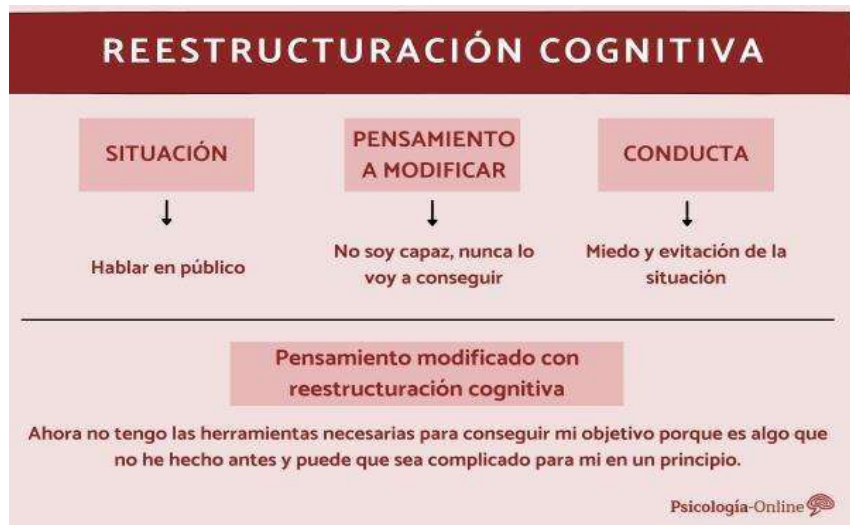 REESTRUCTURACIÓN COGNITIVA
SITUACIÓN
PENSAMIENTO
A MODIFICAR
CONDUCTA
Hablar en público
No soy capaz, nunca lo
voy a conseguir
Miedo y evitación de la
situación
Pensamiento modificado con
reestructuración cognitiva
Ahora no tengo las herramientas necesarias para conseguir mi objetivo porque es algo que
no he hecho antes y puede que sea complicado para mi en un principio.
Psicología-Online